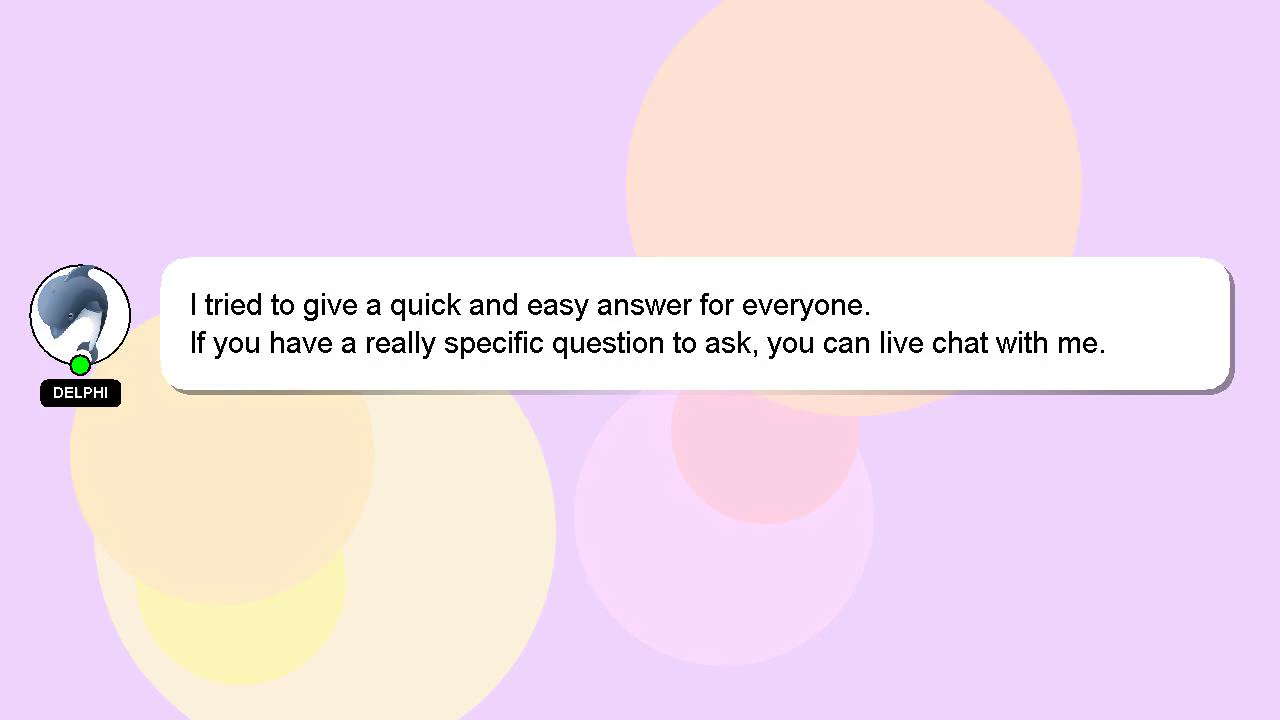 I tried to give a quick and easy answer for everyone.
If you have a really specific question to ask, you can live chat with me.
DELPHI